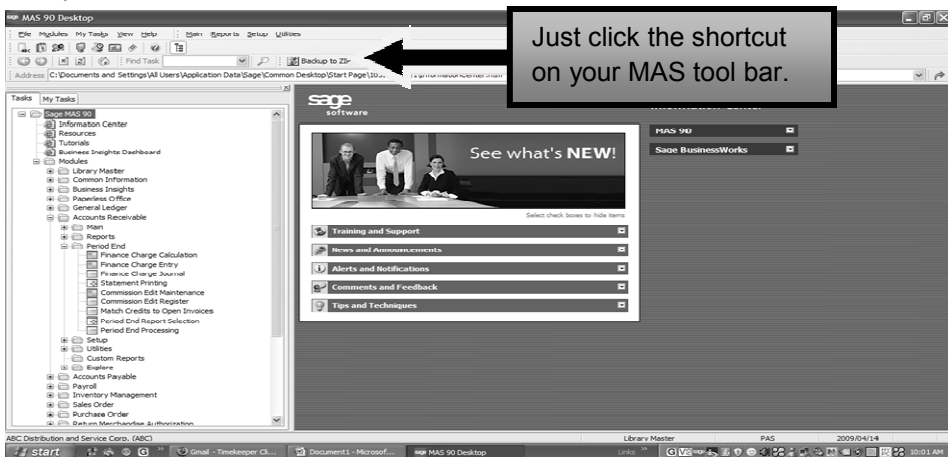 MAS 90 Desktop
File Modules My Tasks View Help Main Reports Setup Utilities
Just click the shortcut
on your MAS tool bar.
Find Task
Backup to ZIP
Address C:\Documents and Settings\All Users\Application Data\Sage\Common Desktop\Start Page\
Tasks My Tasks
Sage MAS 90
Information Center
Resources
Tutorials
Business Insights Dashboard
Modules
Library Master
Common Information
Business Insights
Paperless Office
General Ledger
Accounts Receivable
Main
Reports
Period End
Finance Charge Calculation
Finance Charge Entry
Finance Charge Journal
Statement Printing
Commission Edit Maintenance
Commission Edit Register
Match Credits to Open Invoices
Period End Report Selection
Period End Processing
Setup
Utilities
Custom Reports
Explore
Accounts Payable
Payroll
Inventory Management
Sales Order
Purchase Order
Return Merchandise Authorization
sage
software
See what's NEW!
Select check boxes to hide items
Training and Support
News and Announcements
Alerts and Notifications
Comments and Feedback
Tips and Techniques
MAS 90
Sage BusinessWorks
ABC Distribution and Service Corp. (ABC) Library Master PAS 2009/04/14
start Gmail - Timekeeper Cli... Document1 - Microsof... MAS 90 Desktop Links 10:01 AM